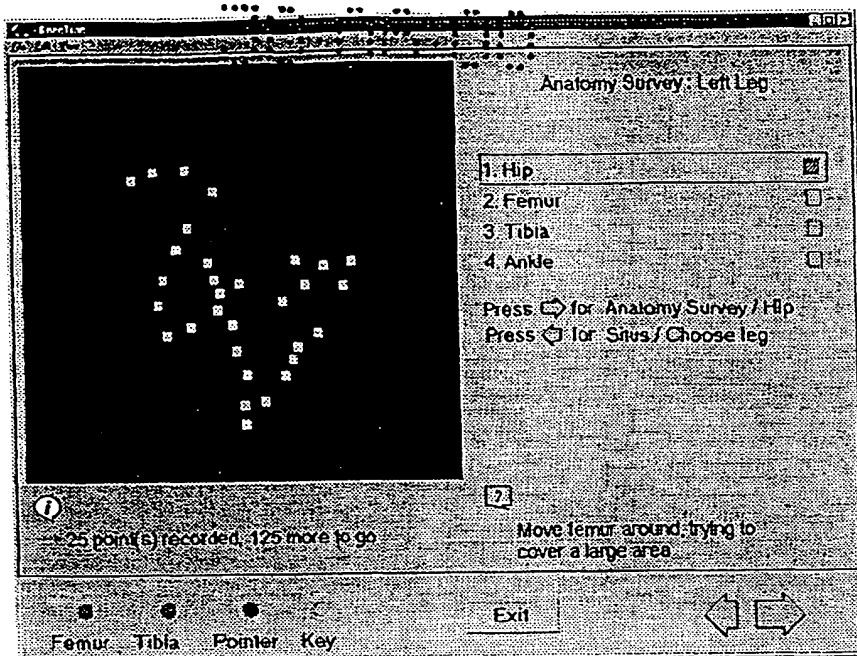 Anatomy Survey: Left Leg
1. Hip
2. Femur
3. Tibia
4. Ankle
Press for Anatomy Survey / Hip
Press for / Choose leg
i
25 point(s) recorded, 125 more to go
?
Move femur around, trying to
cover a large area
Femur Tibia Pointer Key
Exit